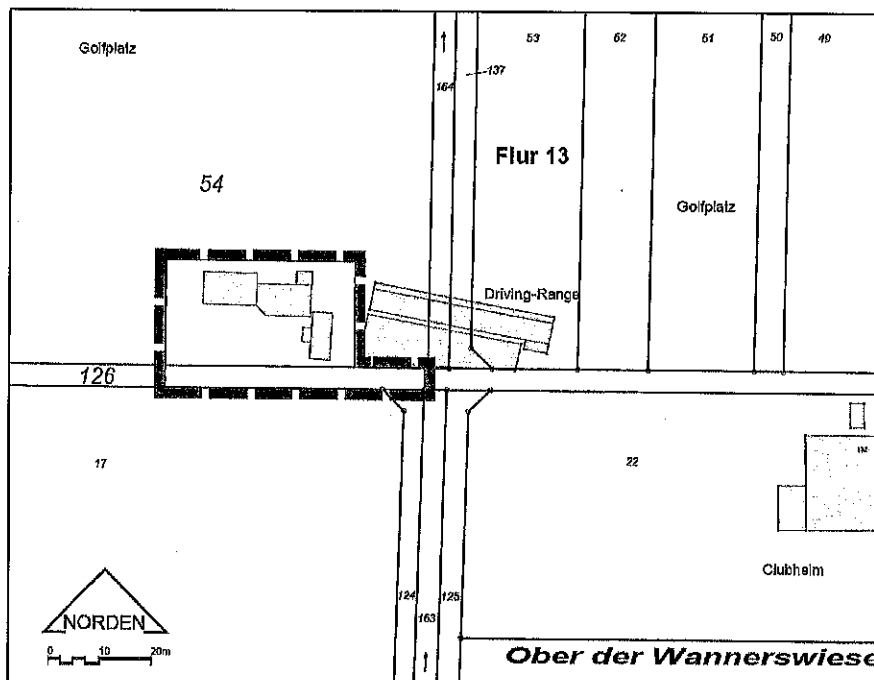 Golfplatz
53
52
51
50
49
137
164
Flur 13
54
Golfplatz
Driving-Range
126
17
22
Clubheim
124
163
125
NORDEN
0 10 20m
Ober der Wannerswiese